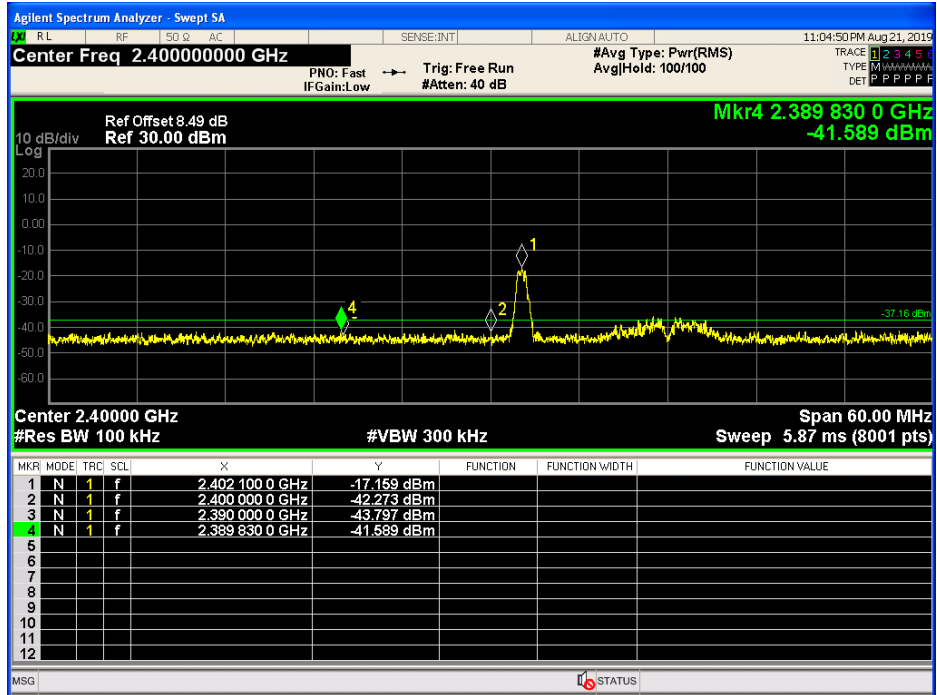 Agilent Spectrum Analyzer - Swept SA
LXI RL RF 50 Ω AC SENSE:INT ALIGN AUTO 11:04:50 PM Aug 21, 2019
Center Freq 2.400000000 GHz #Avg Type: Pwr(RMS) TRACE 1 2 3 4 5 6
PNO: Fast Trig: Free Run Avg|Hold: 100/100 TYPE M
IFGain:Low #Atten: 40 dB DET P P P P P
Mkr4 2.389 830 0 GHz
Ref Offset 8.49 dB
10 dB/div Ref 30.00 dBm -41.589 dBm
Log
20.0
10.0
0.00
1
-10.0
-20.0
-30.0
4 2
-37.16 dBm
-40.0
-50.0
-60.0
Center 2.40000 GHz Span 60.00 MHz
#Res BW 100 kHz #VBW 300 kHz Sweep 5.87 ms (8001 pts)
MKR MODE TRC SCL X Y FUNCTION FUNCTION WIDTH FUNCTION VALUE
1 N 1 f 2.402 100 0 GHz -17.159 dBm
2 N 1 f 2.400 000 0 GHz -42.273 dBm
3 N 1 f 2.390 000 0 GHz -43.797 dBm
4 N 1 f 2.389 830 0 GHz -41.589 dBm
5
6
7
8
9
10
11
12
MSG STATUS